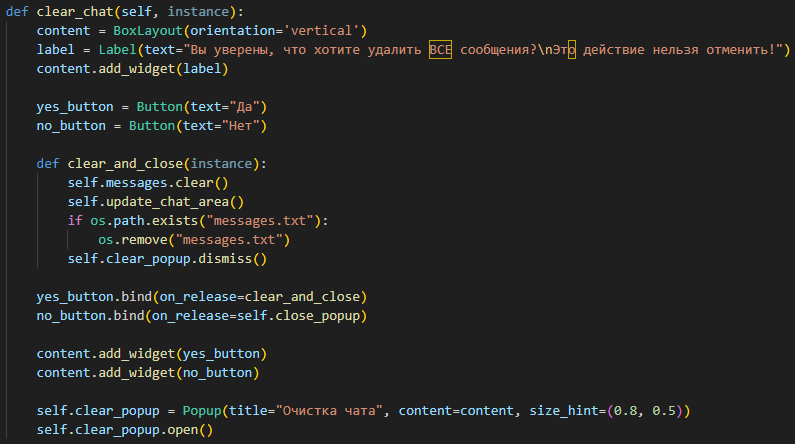 def clear_chat(self, instance):
    content = BoxLayout(orientation='vertical')
    label = Label(text="Вы уверены, что хотите удалить ВСЕ сообщения?\nЭто действие нельзя отменить!")
    content.add_widget(label)

    yes_button = Button(text="Да")
    no_button = Button(text="Нет")

    def clear_and_close(instance):
        self.messages.clear()
        self.update_chat_area()
        if os.path.exists("messages.txt"):
            os.remove("messages.txt")
        self.clear_popup.dismiss()

    yes_button.bind(on_release=clear_and_close)
    no_button.bind(on_release=self.close_popup)

    content.add_widget(yes_button)
    content.add_widget(no_button)

    self.clear_popup = Popup(title="Очистка чата", content=content, size_hint=(0.8, 0.5))
    self.clear_popup.open()